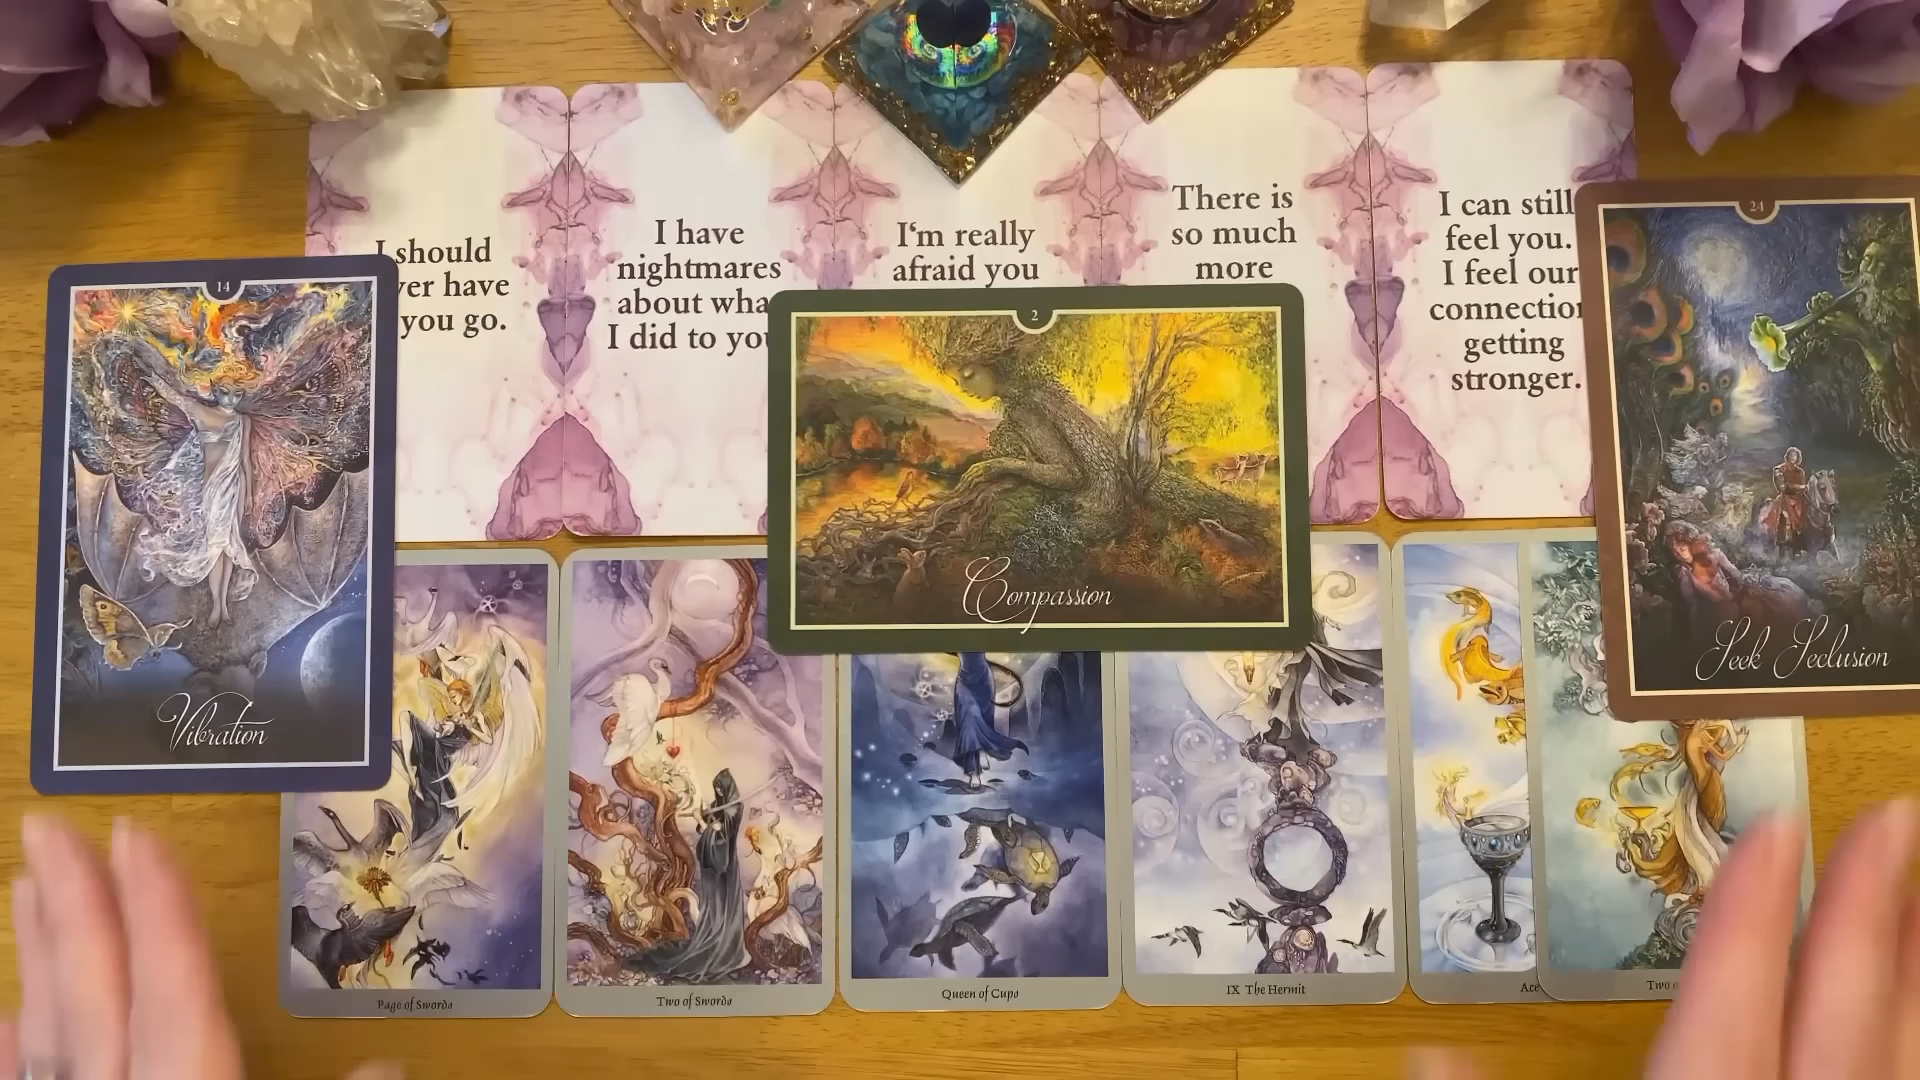 I should
ver have
you go.
I have
nightmares
about wha
I did to you
I'm really
afraid you
There is
so much
more
I can still
feel you.
I feel our
connection
getting
stronger.
14
Vibration
2
Compassion
24
Seek Seclusion
Page of Swords
Two of Swords
Queen of Cups
IX The Hermit
Ace
Two o